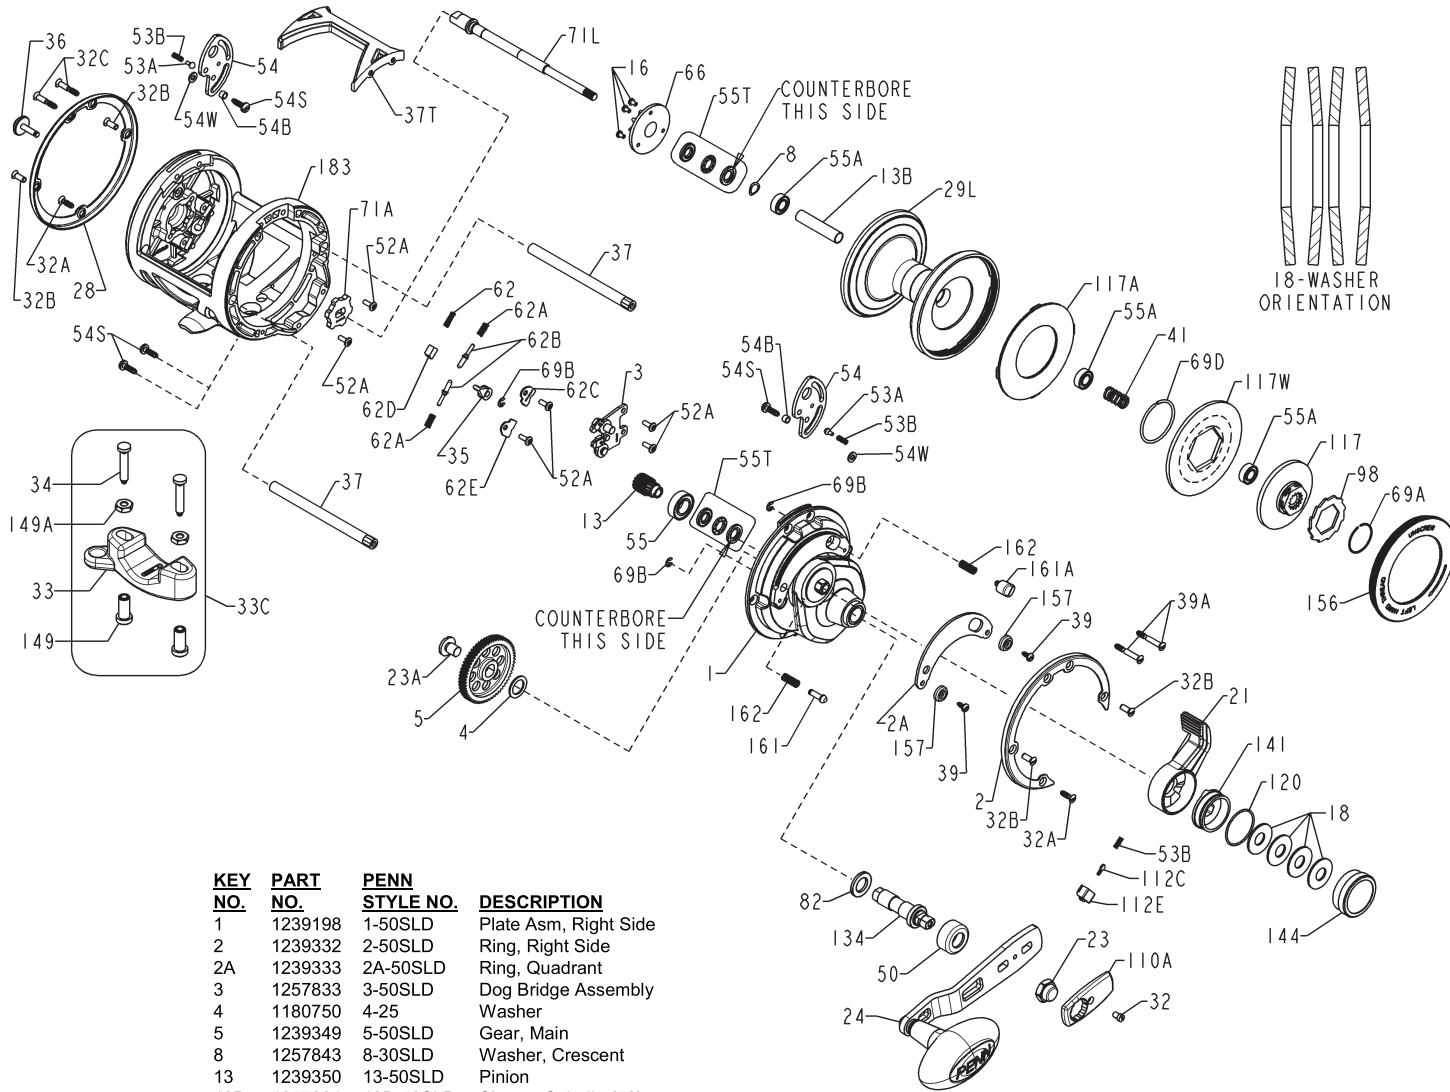 53B
36
32C
53A
54
32B
54S
54W
54B
37T
71L
16
66
55T
COUNTERBORE
THIS SIDE
8
55A
13B
29L
183
71A
52A
32A
28
32B
37
117A
55A
41
69D
117W
55A
117
98
69A
156
18-WASHER
ORIENTATION
54S
52A
62
62A
62B
69B
62C
3
62D
62A
35
62E
52A
52A
54B
54S
54
53A
53B
54W
34
149A
33
33C
149
37
13
55
55T
69B
69B
COUNTERBORE
THIS SIDE
162
161A
157
39
39A
1
23A
5
4
162
161
2A
157
39
32B
21
2
32B
32A
141
120
18
53B
112C
112E
144
82
134
50
23
110A
24
32
PENN
UNSCREW
LEFT HAND
KEY PART PENN
NO. NO. STYLE NO. DESCRIPTION
1 1239198 1-50SLD Plate Asm, Right Side
2 1239332 2-50SLD Ring, Right Side
2A 1239333 2A-50SLD Ring, Quadrant
3 1257833 3-50SLD Dog Bridge Assembly
4 1180750 4-25 Washer
5 1239349 5-50SLD Gear, Main
8 1257843 8-30SLD Washer, Crescent
13 1239350 13-50SLD Pinion